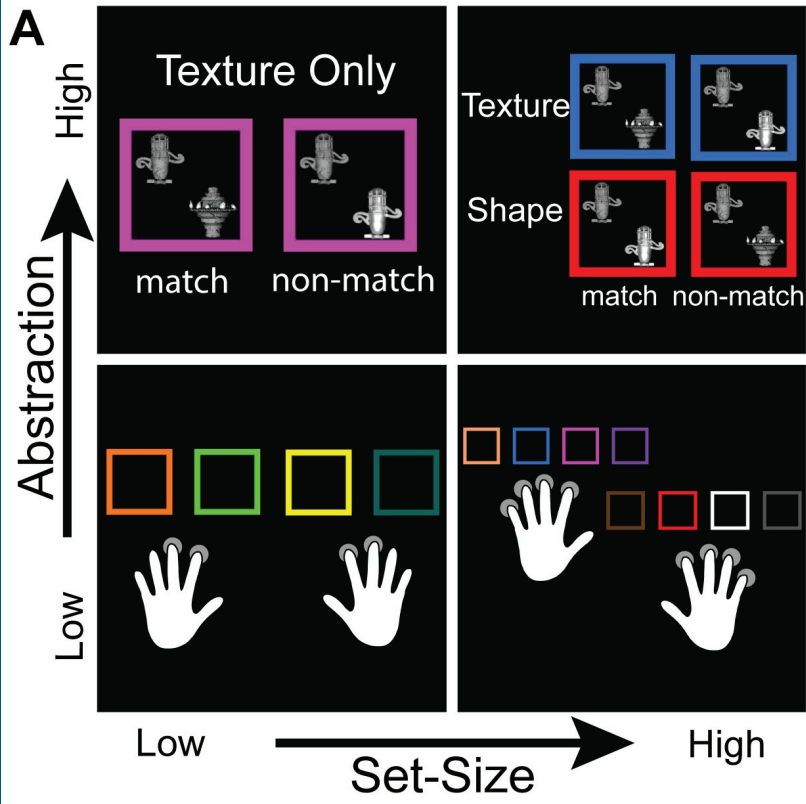 A
High
Abstraction
Low
Texture Only
match
non-match
Texture
Shape
match
non-match
Low
High
Set-Size